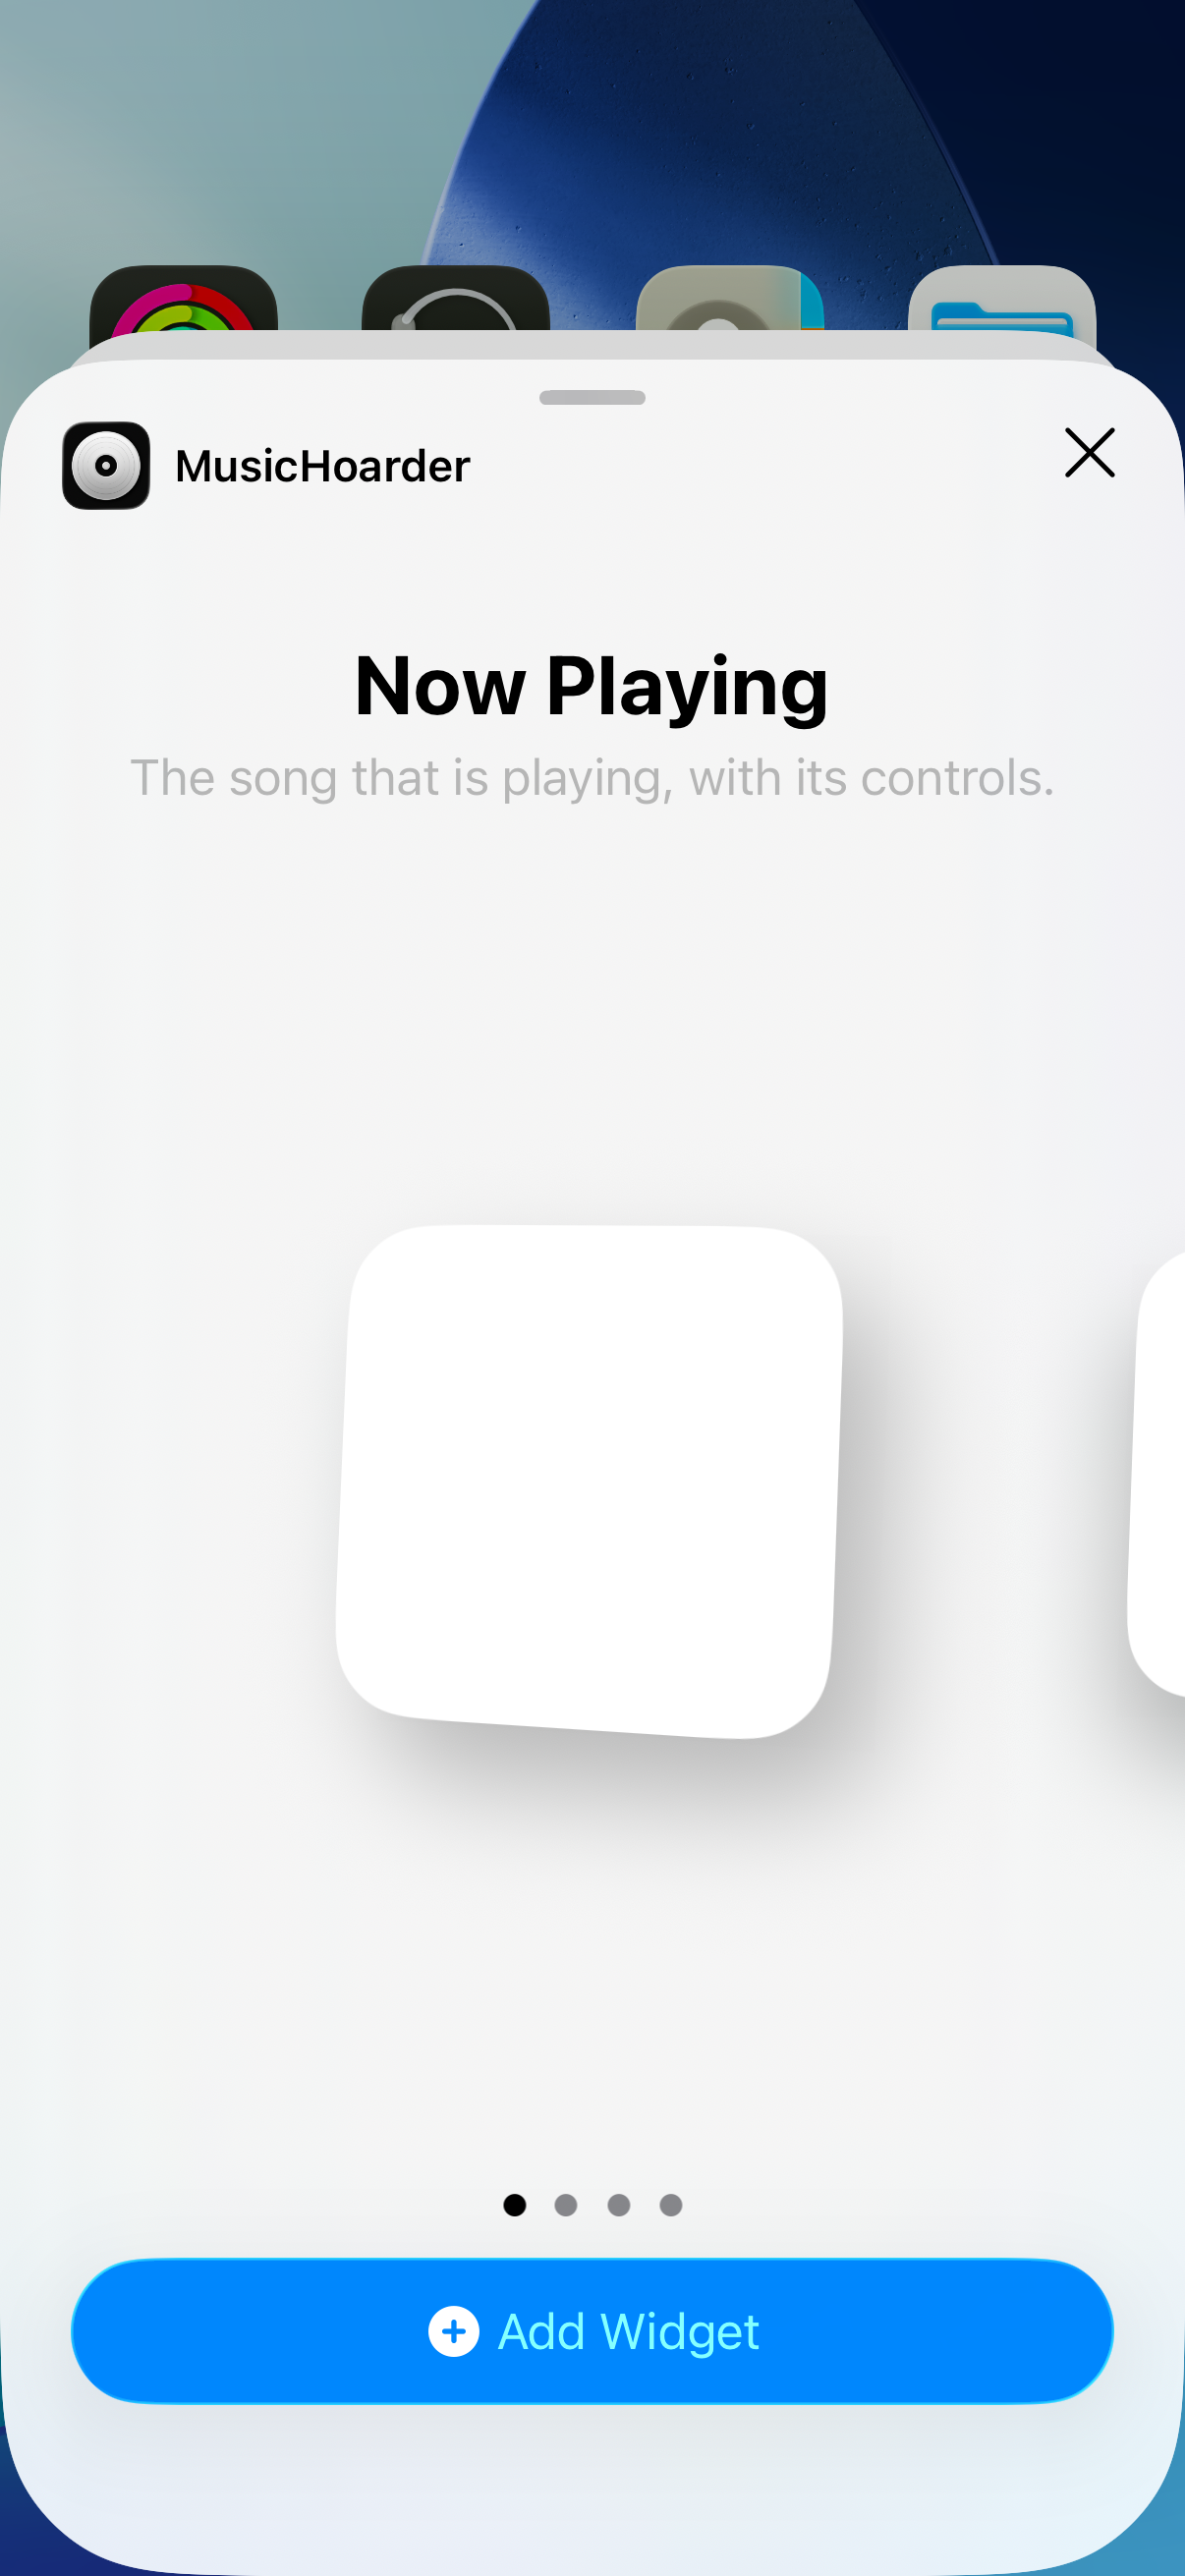 MusicHoarder
Now Playing
The song that is playing, with its controls.
Add Widget